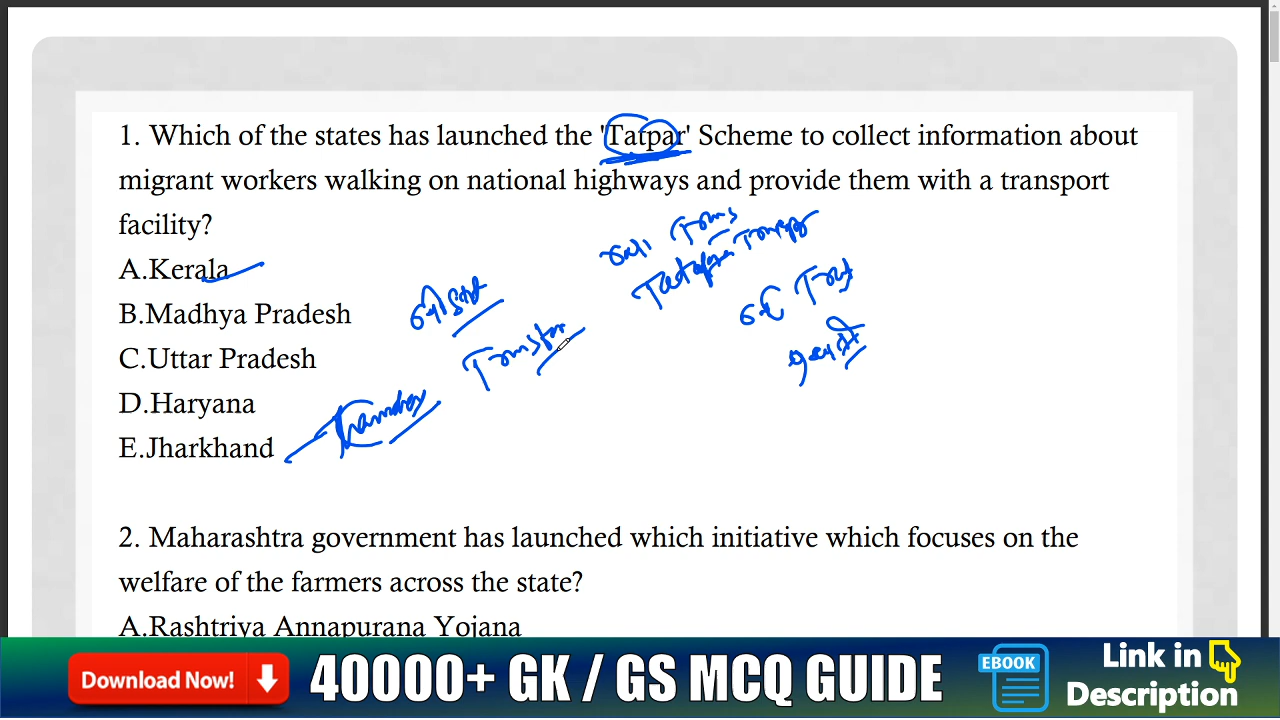 1. Which of the states has launched the 'Tatpar' Scheme to collect information about
migrant workers walking on national highways and provide them with a transport
facility?
A.Kerala
B.Madhya Pradesh
C.Uttar Pradesh
D.Haryana
E.Jharkhand
2. Maharashtra government has launched which initiative which focuses on the
welfare of the farmers across the state?
A.Rashtriya Annapurana Yojana
Download Now!
40000+ GK / GS MCQ GUIDE
EBOOK
Link in
Description